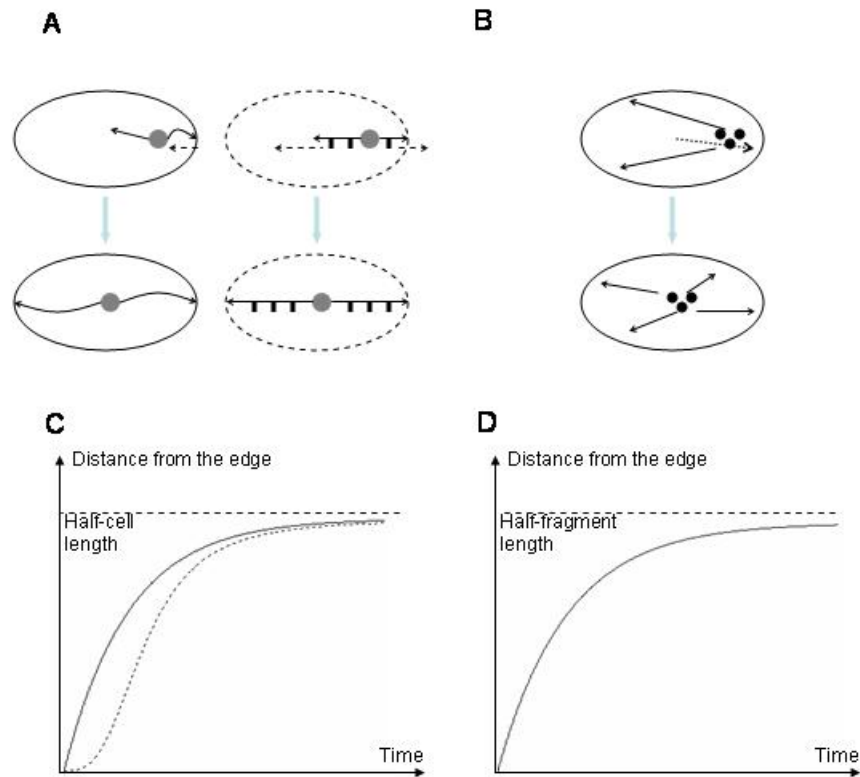 A
B
C
Distance from the edge
Half-cell
length
Time
D
Distance from the edge
Half-fragment
length
Time